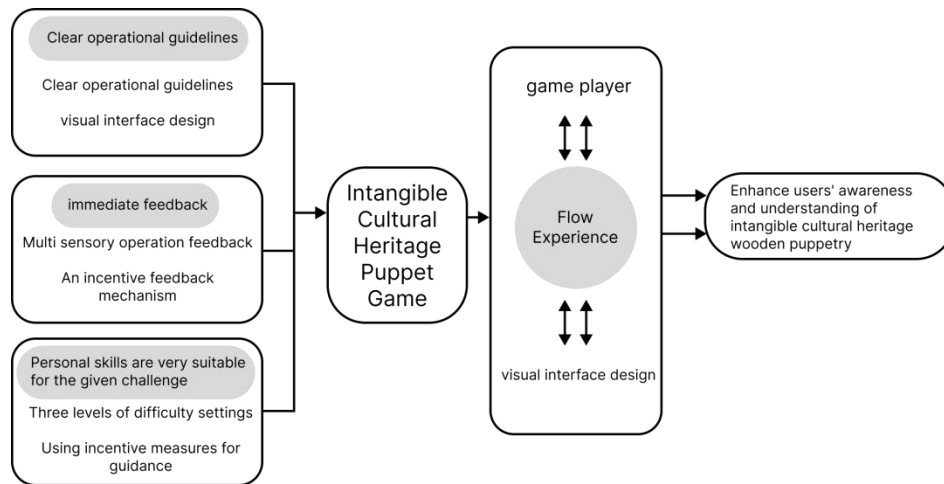 Clear operational guidelines
Clear operational guidelines
visual interface design
immediate feedback
Multi sensory operation feedback
An incentive feedback
mechanism
Personal skills are very suitable
for the given challenge
Three levels of difficulty settings
Using incentive measures for
guidance
Intangible
Cultural
Heritage
Puppet
Game
game player
Flow
Experience
visual interface design
Enhance users' awareness
and understanding of
intangible cultural heritage
wooden puppetry